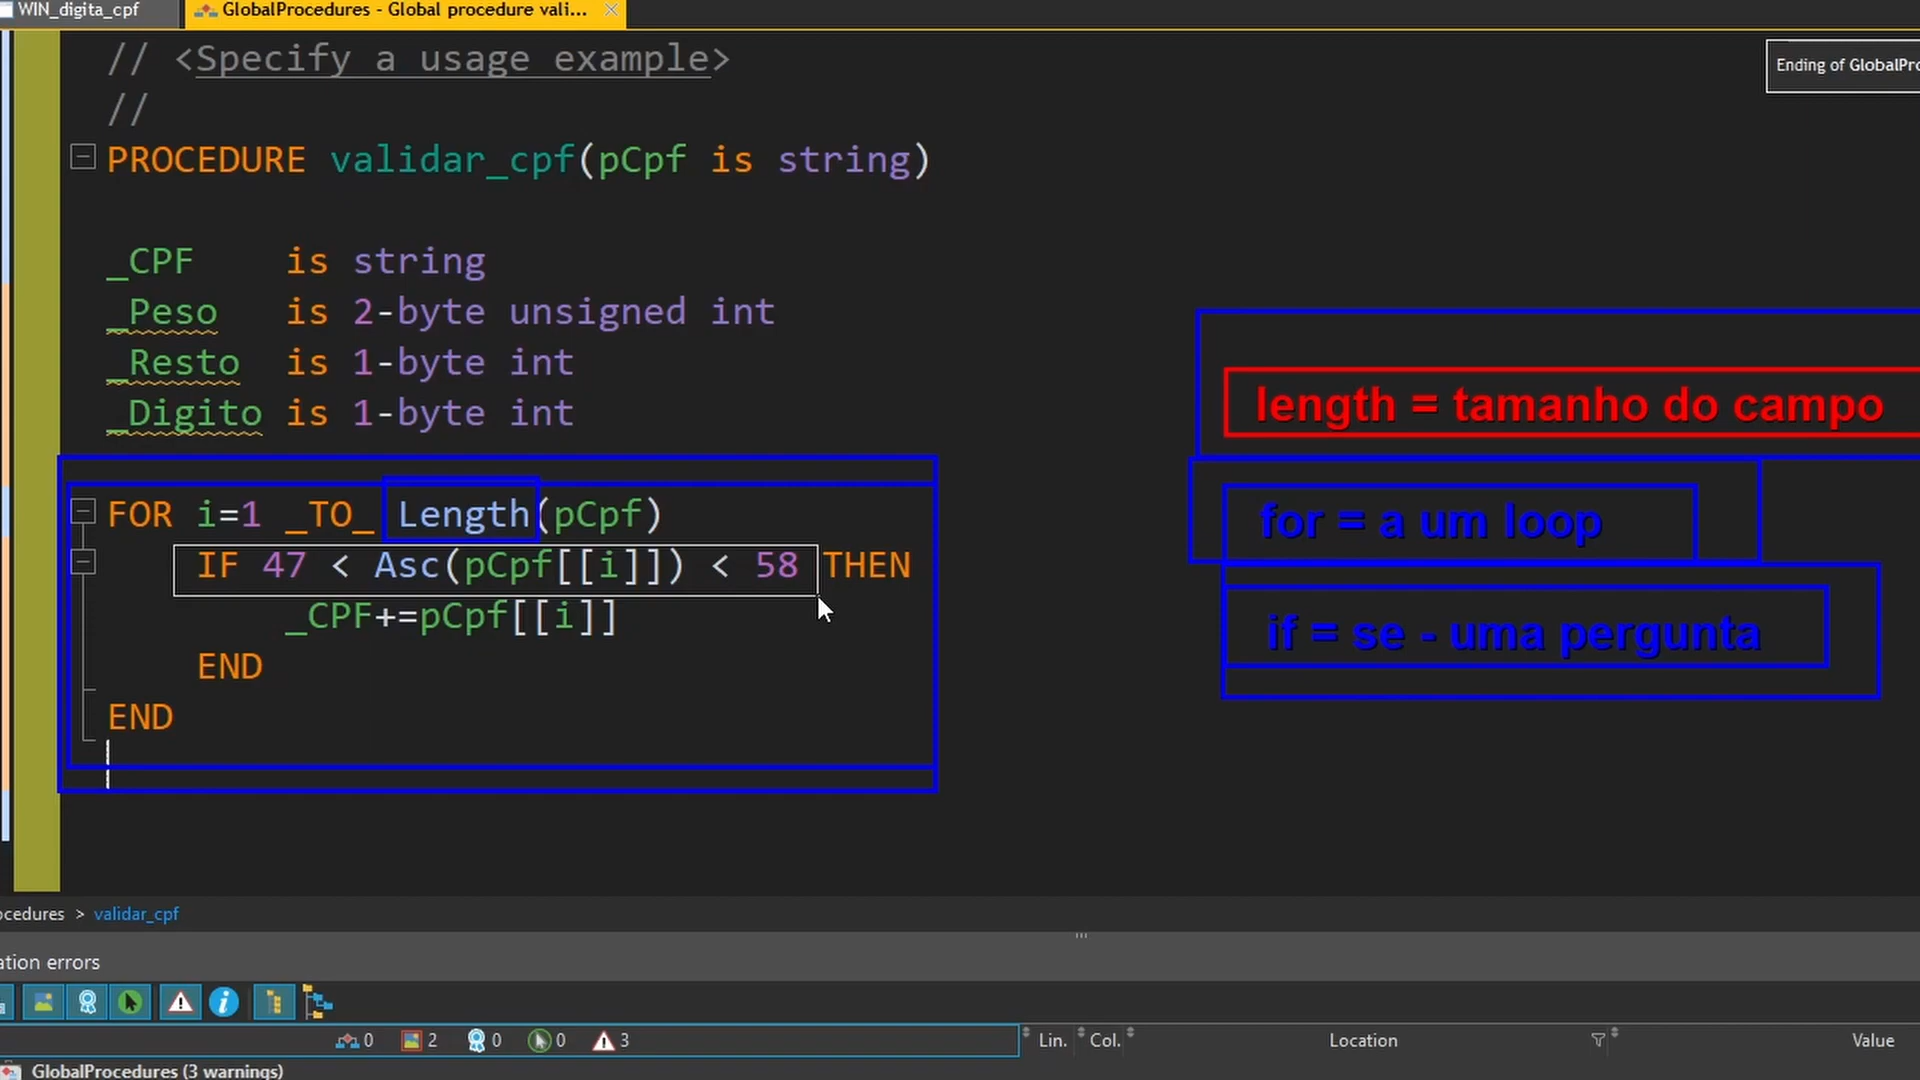 WIN_digita_cpf
GlobalProcedures - Global procedure vali...
// <Specify a usage example>
//
Ending of GlobalPro
PROCEDURE validar_cpf(pCpf is string)
_CPF is string
_Peso is 2-byte unsigned int
_Resto is 1-byte int
_Digito is 1-byte int
length = tamanho do campo
FOR i=1 _TO_ Length(pCpf)
for = a um loop
IF 47 < Asc(pCpf[[i]]) < 58 THEN
_CPF+=pCpf[[i]]
if = se - uma pergunta
END
END
ocedures > validar_cpf
ation errors
0 2 0 0 3
Lin. Col. Location Value
GlobalProcedures (3 warnings)